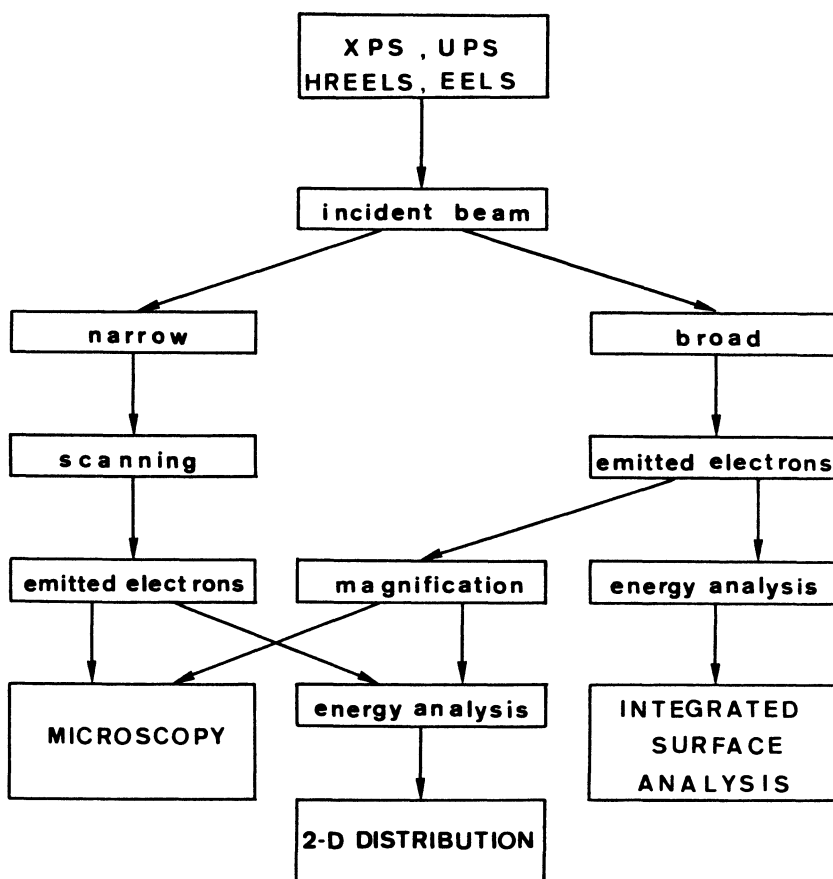 XPS, UPS
HREELS, EELS
incident beam
narrow
broad
scanning
emitted electrons
emitted electrons
magnification
energy analysis
MICROSCOPY
energy analysis
INTEGRATED
SURFACE
ANALYSIS
2-D DISTRIBUTION